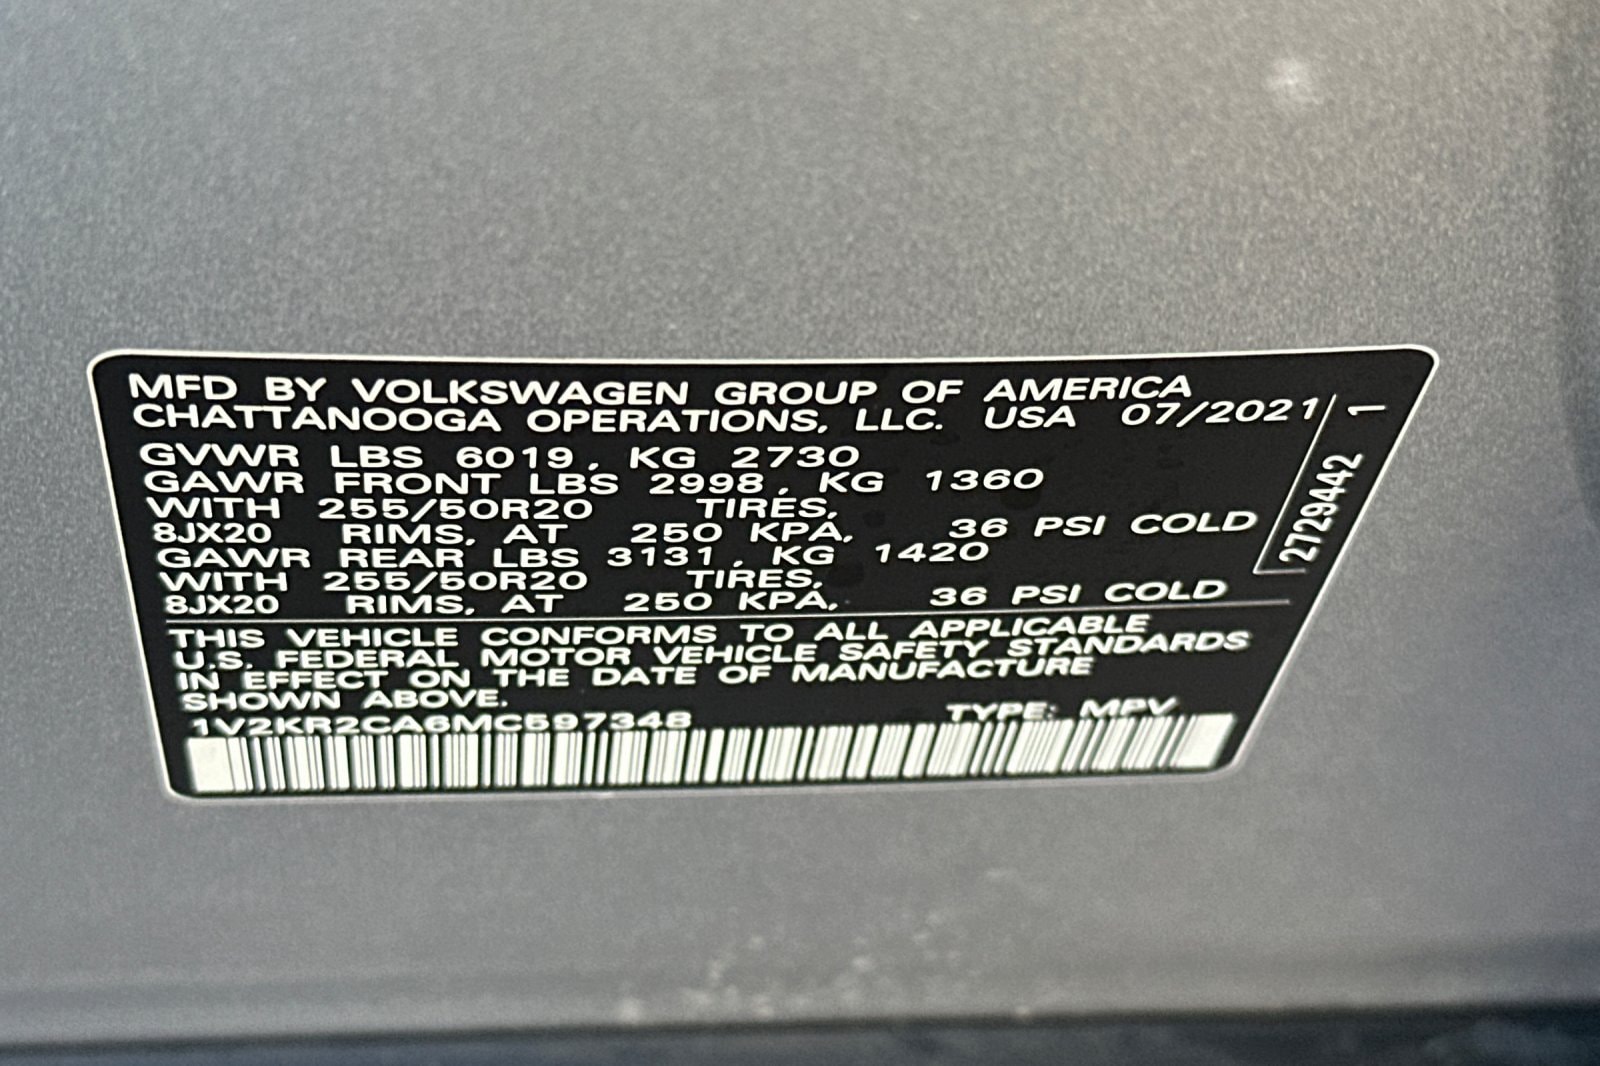 MFD BY VOLKSWAGEN GROUP OF AMERICA
CHATTANOOGA OPERATIONS, LLC. USA 07/2021
GVWR LBS 6019, KG 2730
GAWR FRONT LBS 2998, KG 1360
WITH 255/50R20 TIRES,
8JX20 RIMS, AT 250 KPA, 36 PSI COLD
GAWR REAR LBS 3131, KG 1420
WITH 255/50R20 TIRES,
8JX20 RIMS, AT 250 KPA, 36 PSI COLD
THIS VEHICLE CONFORMS TO ALL APPLICABLE
U.S. FEDERAL MOTOR VEHICLE SAFETY STANDARDS
IN EFFECT ON THE DATE OF MANUFACTURE
SHOWN ABOVE.
1V2KR2CA6MC597348 TYPE: MPV
2729442 1